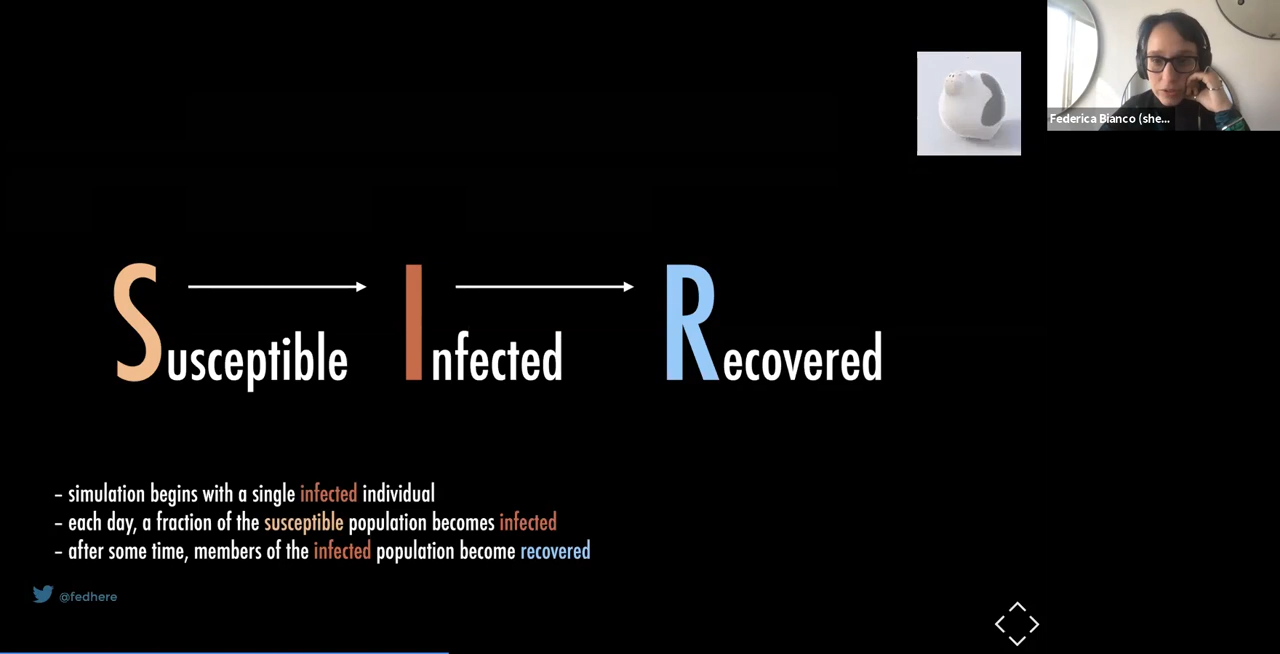 Federica Bianco (she...
Susceptible Infected Recovered
– simulation begins with a single infected individual
– each day, a fraction of the susceptible population becomes infected
– after some time, members of the infected population become recovered
@fedhere